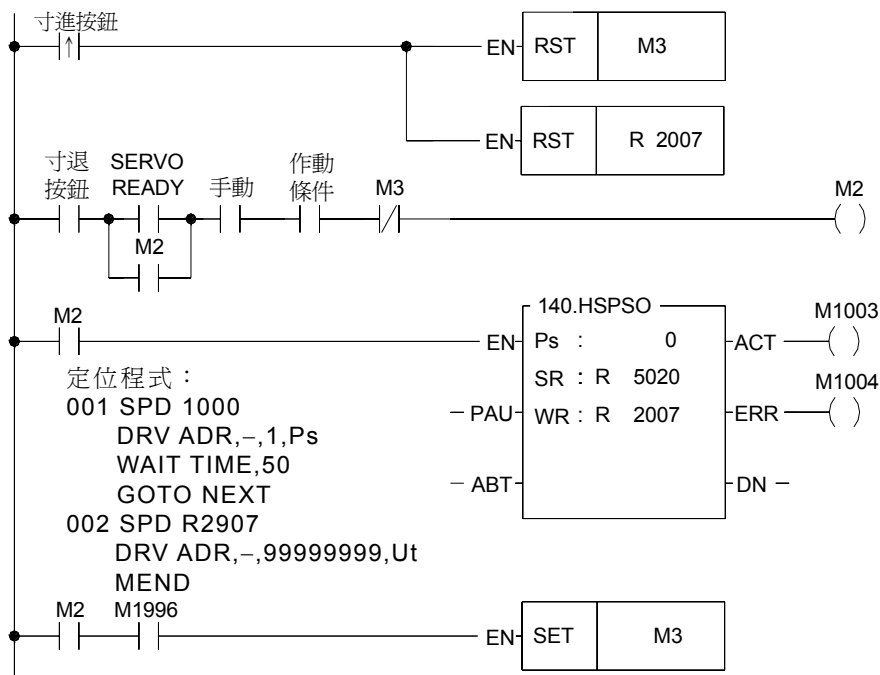 寸進按鈕
EN RST M3
EN RST R 2007
寸退 SERVO 作動
按鈕 READY 手動 條件 M3 M2
M2
M2 140.HSPSO M1003
EN Ps : 0 ACT
定位程式：
SR : R 5020 M1004
001 SPD 1000
PAU WR : R 2007 ERR
DRV ADR,–,1,Ps
WAIT TIME,50
ABT DN
GOTO NEXT
002 SPD R2907
DRV ADR,–,99999999,Ut
MEND
M2 M1996
EN SET M3